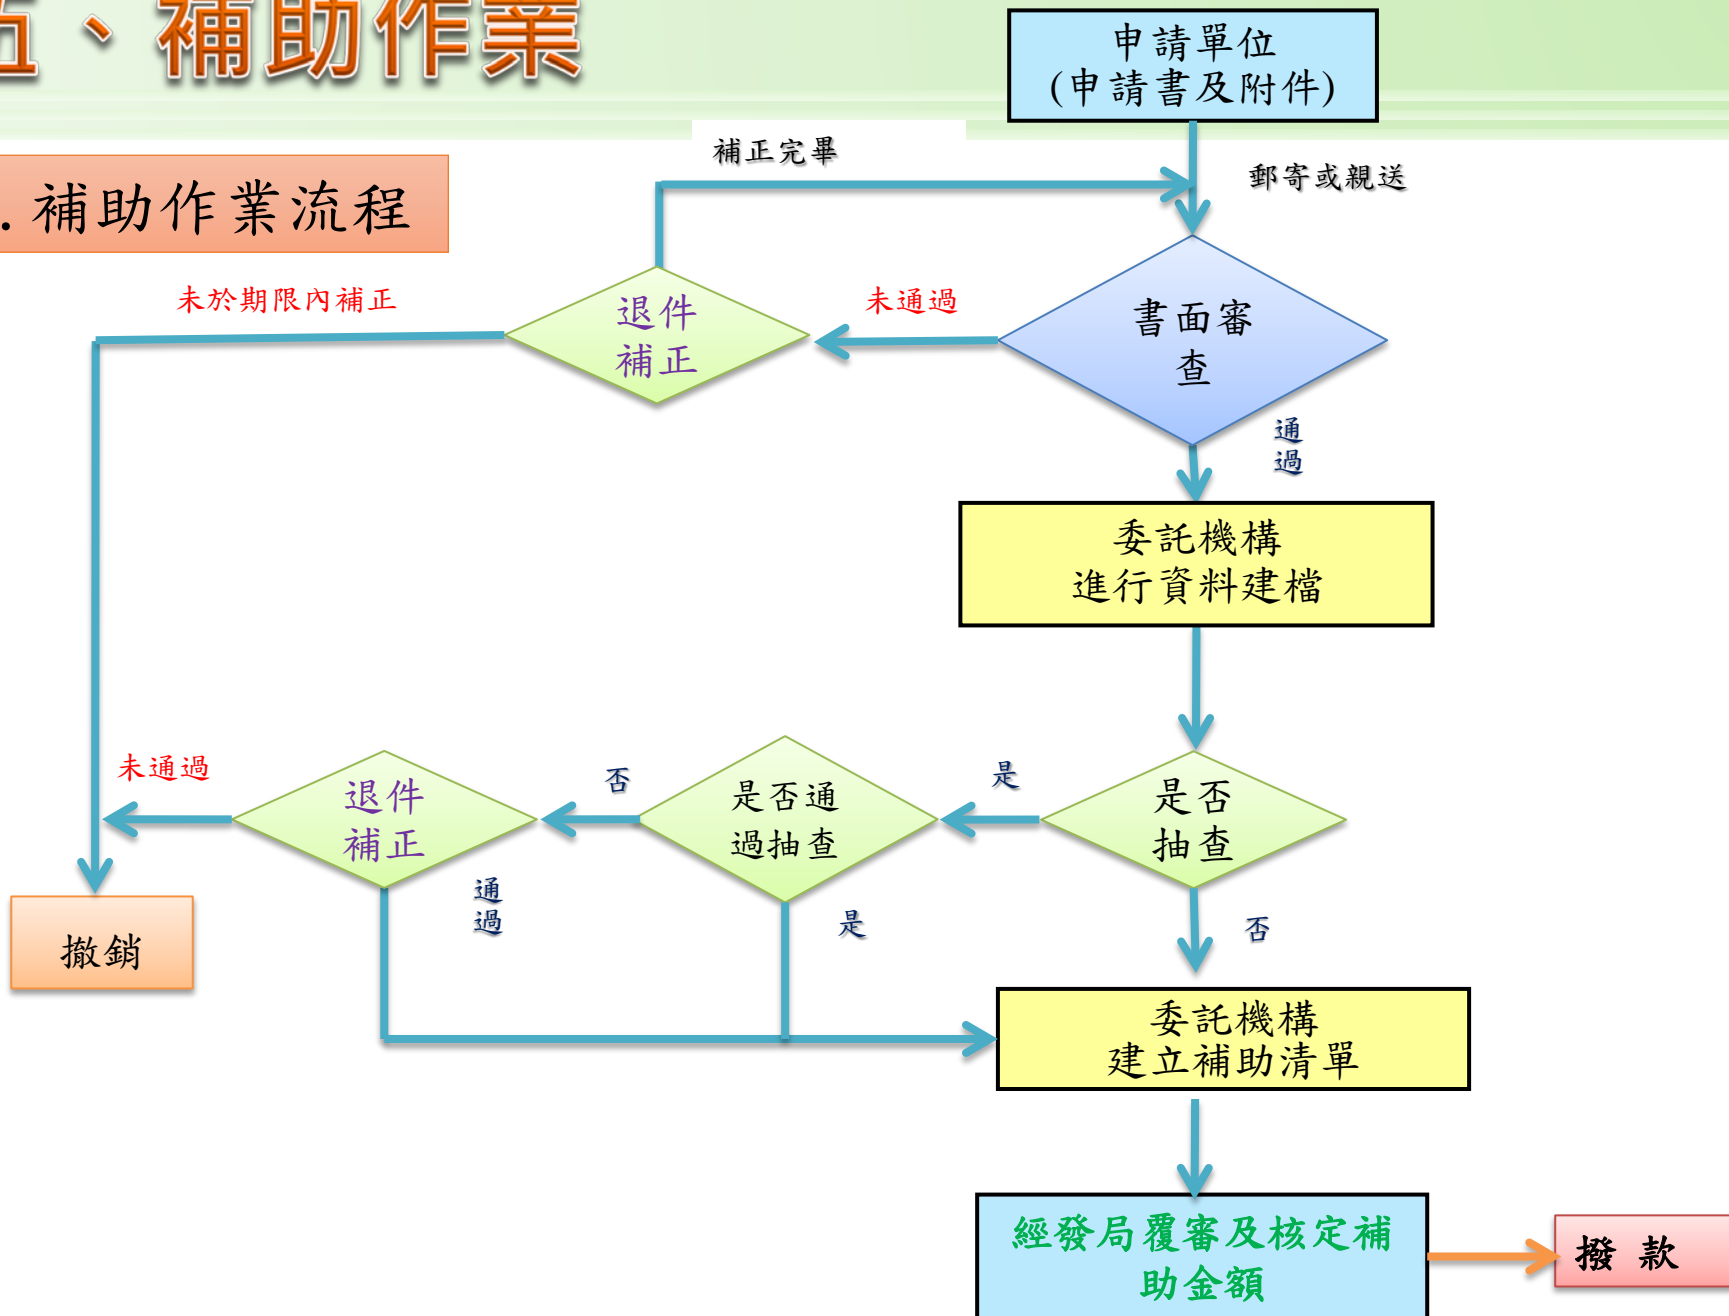 五、補助作業
申請單位
(申請書及附件)
補正完畢
郵寄或親送
.補助作業流程
未於期限內補正
退件
補正
未通過
書面審
查
通
過
委託機構
進行資料建檔
未通過
退件
補正
否
是否通
過抽查
是
是否
抽查
通
過
是
否
撤銷
委託機構
建立補助清單
經發局覆審及核定補
助金額
撥 款